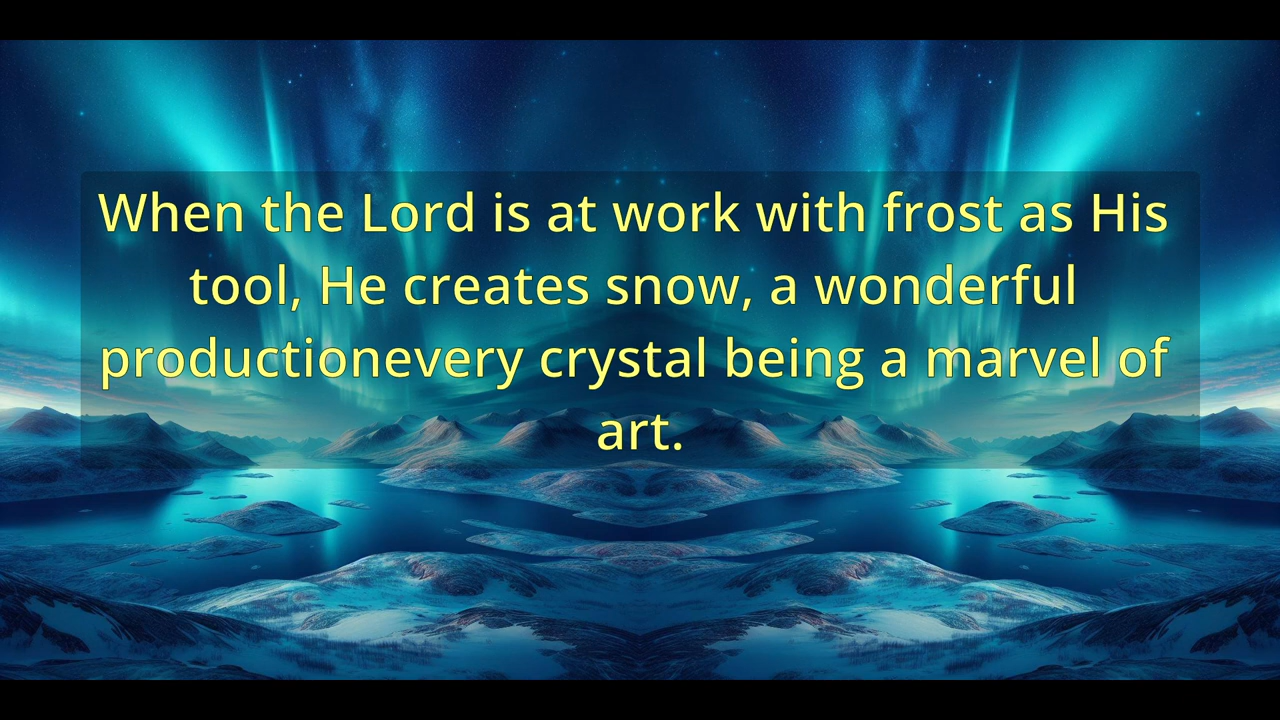 When the Lord is at work with frost as His
tool, He creates snow, a wonderful
productionevery crystal being a marvel of
art.